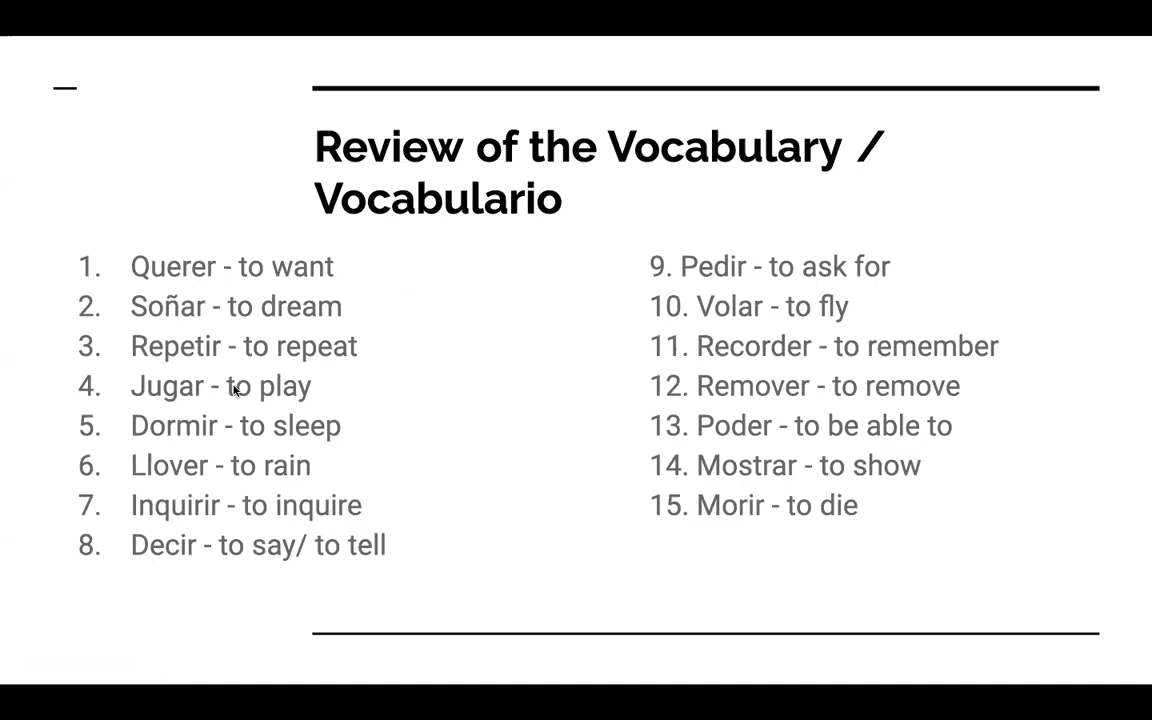 Review of the Vocabulary /
Vocabulario
1. Querer - to want
2. Soñar - to dream
3. Repetir - to repeat
4. Jugar - to play
5. Dormir - to sleep
6. Llover - to rain
7. Inquirir - to inquire
8. Decir - to say/ to tell
9. Pedir - to ask for
10. Volar - to fly
11. Recorder - to remember
12. Remover - to remove
13. Poder - to be able to
14. Mostrar - to show
15. Morir - to die